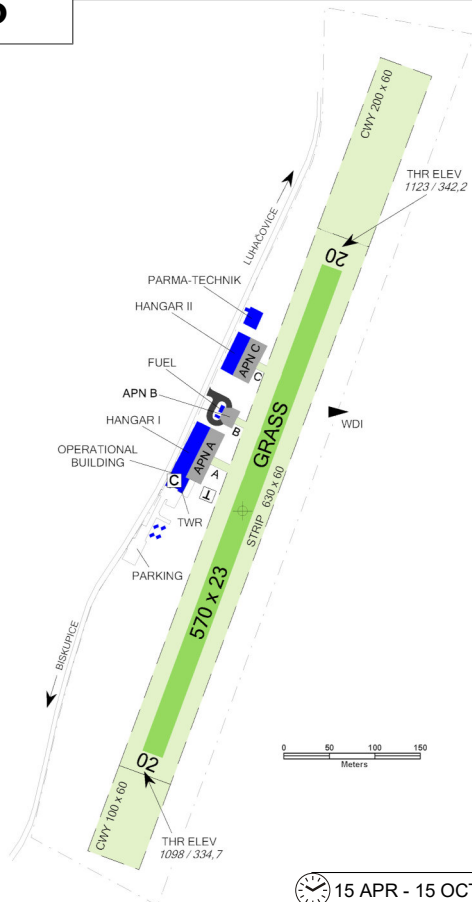 CWY 200 x 60
THR ELEV
1123 / 342,2
20
LUHAČOVICE
PARMA-TECHNIK
HANGAR II
APN C
C
FUEL
APN B
B
GRASS
WDI
HANGAR I
APN A
A
OPERATIONAL
BUILDING
C
TWR
STRIP 630 x 60
PARKING
570 x 23
BISKUPICE
02
0 50 100 150
Meters
CWY 100 x 60
THR ELEV
1098 / 334,7
15 APR - 15 OCT